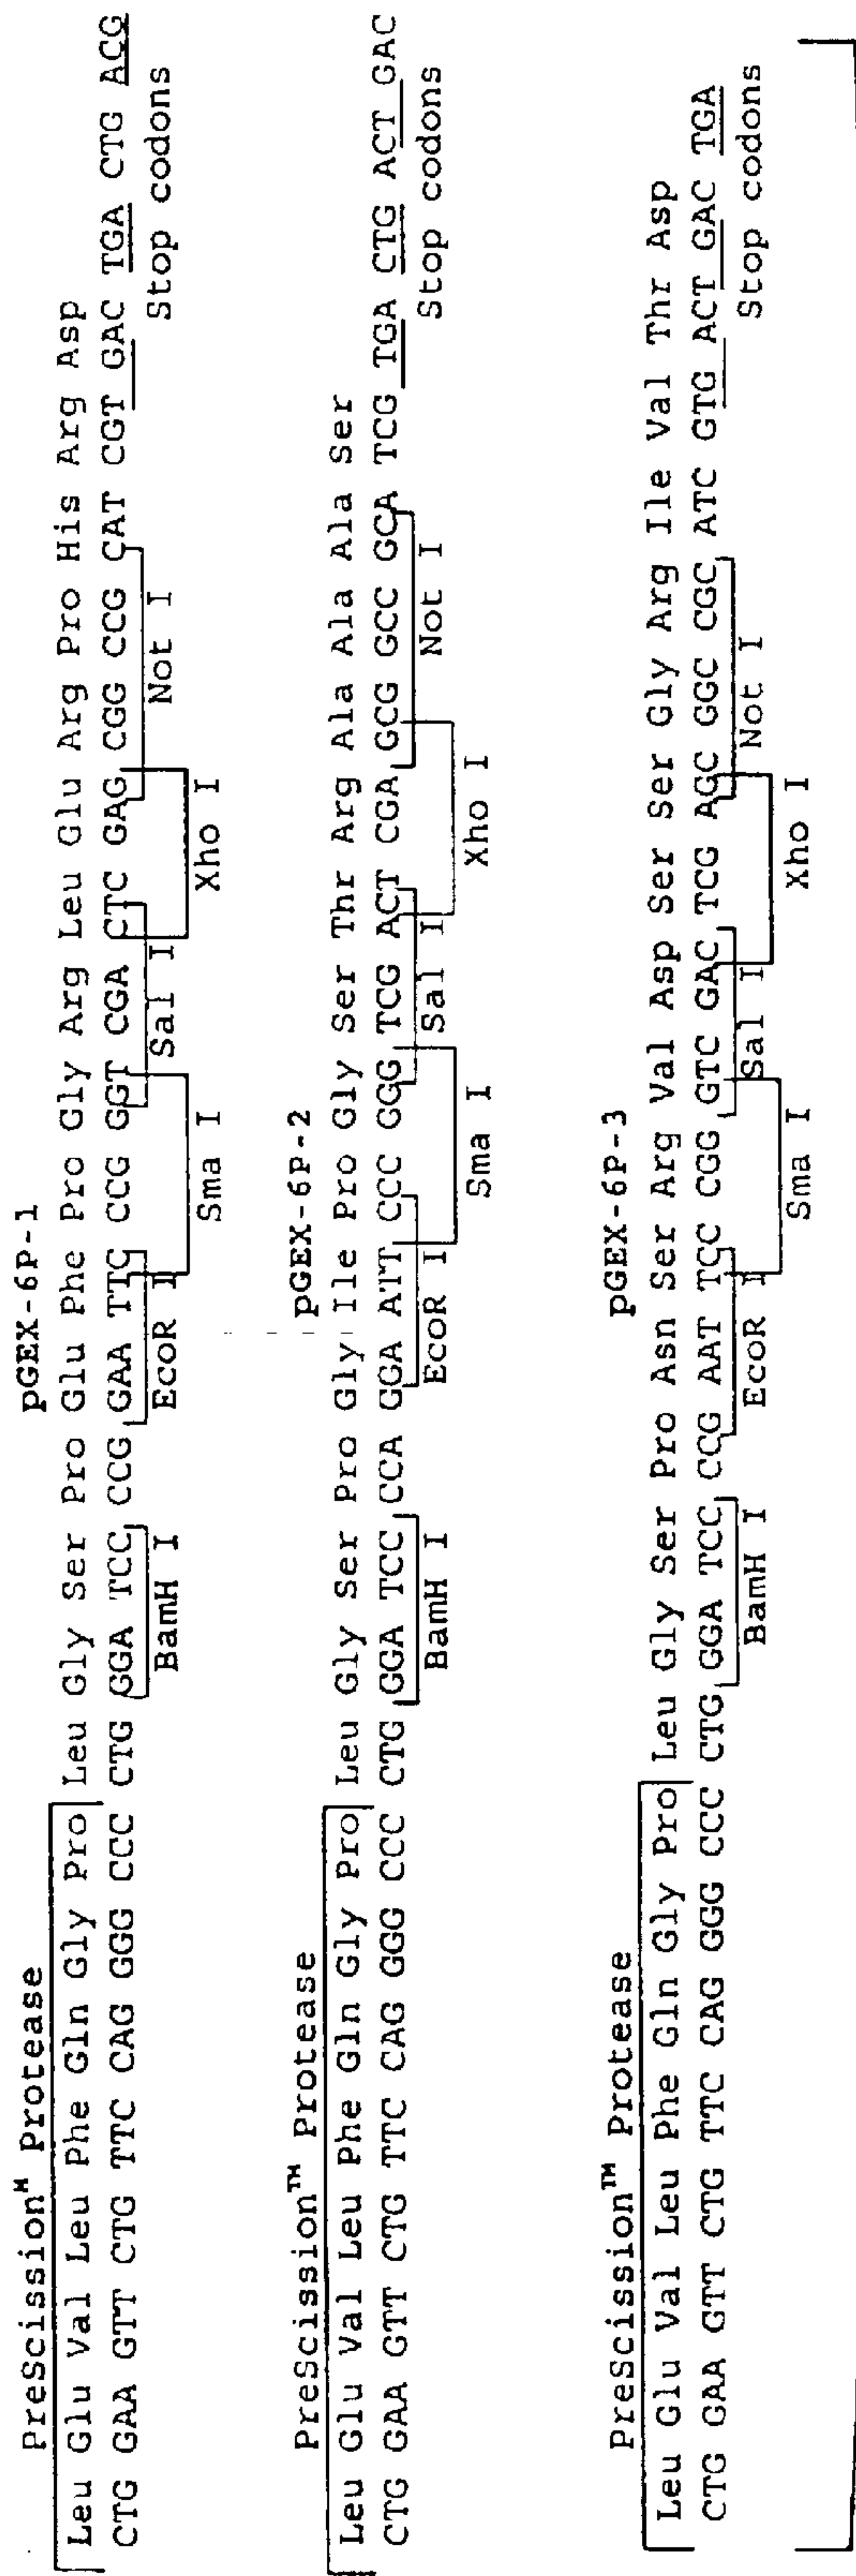 pGEX-6P-1
PreScission™ Protease
Leu Glu Val Leu Phe Gln Gly Pro Leu Gly Ser Pro Glu Phe Pro Gly Arg Leu Glu Arg Pro His Arg Asp
CTG GAA GTT CTG TTC CAG GGG CCC CTG GGA TCC CCG GAA TTC CCG GGT CGA CTC GAG CGG CCG CAT CGT GAC TGA CTG ACG
BamH I EcoR I Sma I Sal I Xho I Not I Stop codons
pGEX-6P-2
PreScission™ Protease
Leu Glu Val Leu Phe Gln Gly Pro Leu Gly Ser Pro Gly Ile Pro Gly Ser Thr Arg Ala Ala Ala Ser
CTG GAA GTT CTG TTC CAG GGG CCC CTG GGA TCC CCA GGA ATT CCC GGG TCG ACT CGA GCG GCC GCA TCG TGA CTG ACT GAC
BamH I EcoR I Sma I Sal I Xho I Not I Stop codons
pGEX-6P-3
PreScission™ Protease
Leu Glu Val Leu Phe Gln Gly Pro Leu Gly Ser Pro Asn Ser Arg Val Asp Ser Ser Gly Arg Ile Val Thr Asp
CTG GAA GTT CTG TTC CAG GGG CCC CTG GGA TCC CCG AAT TCC CGG GTC GAC TCG AGC GGC CGC ATC GTG ACT GAC TGA
BamH I EcoR I Sma I Sal I Xho I Not I Stop codons